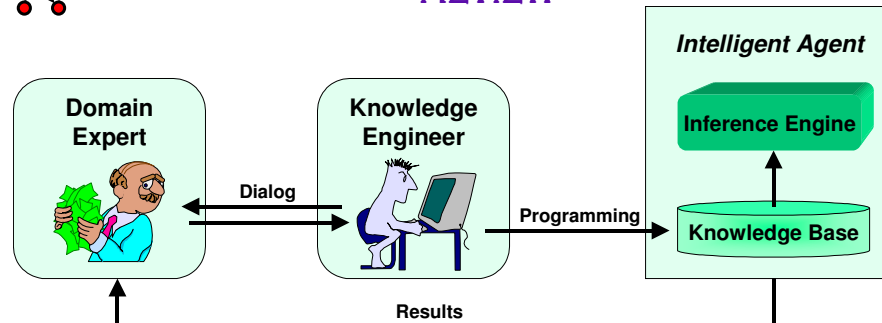 Intelligent Agent
Domain
Expert
Knowledge
Engineer
Inference Engine
Dialog
Programming
Knowledge Base
Results